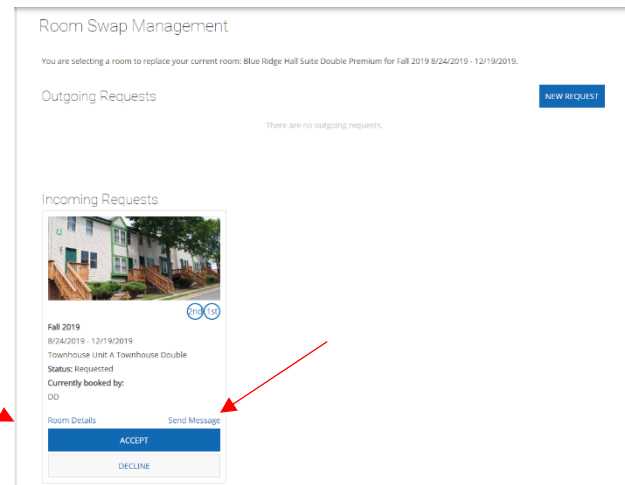 Room Swap Management
You are selecting a room to replace your current room: Blue Ridge Hall Suite Double Premium for Fall 2019 8/24/2019 - 12/19/2019.
Outgoing Requests
NEW REQUEST
There are no outgoing requests.
Incoming Requests
2nd 1st
Fall 2019
8/24/2019 - 12/19/2019
Townhouse Unit A Townhouse Double
Status: Requested
Currently booked by:
DD
Room Details Send Message
ACCEPT
DECLINE